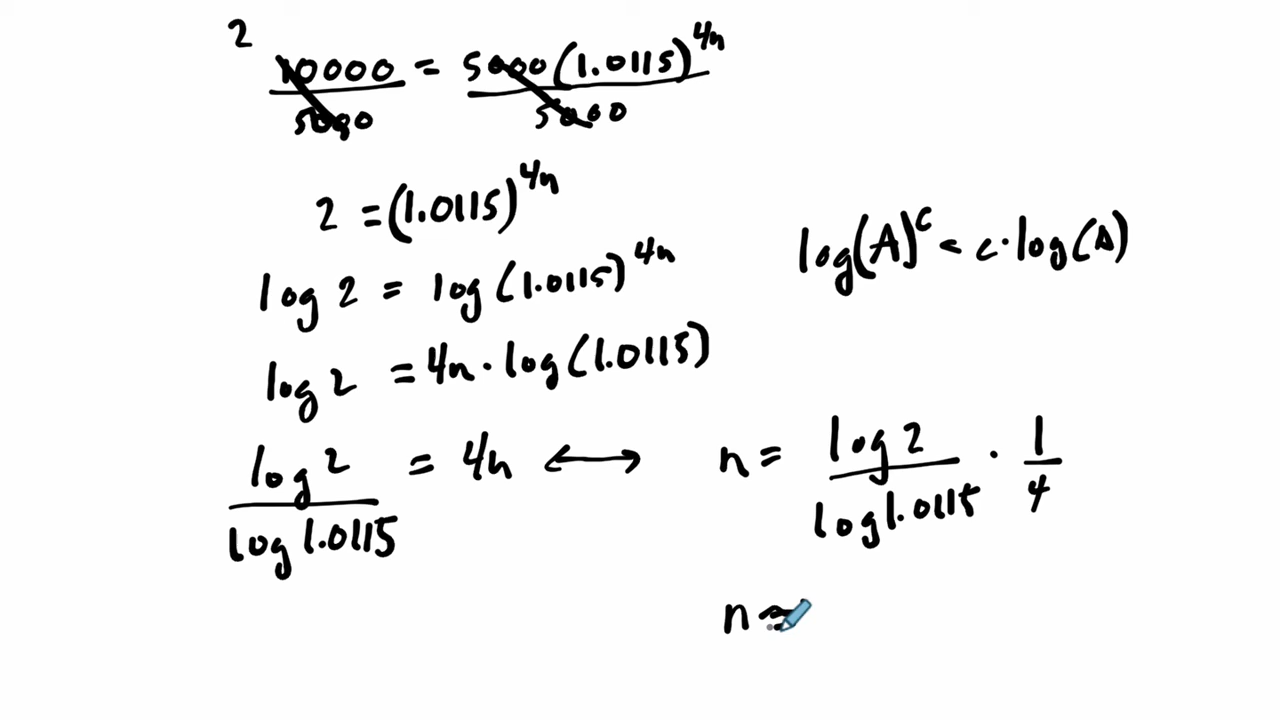 2
10000/5000 = 5000(1.0115)^4n/5000
2 = (1.0115)^4n
log(A)^c = c·log(A)
log 2 = log(1.0115)^4n
log 2 = 4n·log(1.0115)
log 2/log 1.0115 = 4n ↔ n = log 2/log 1.0115 · 1/4
n ≈